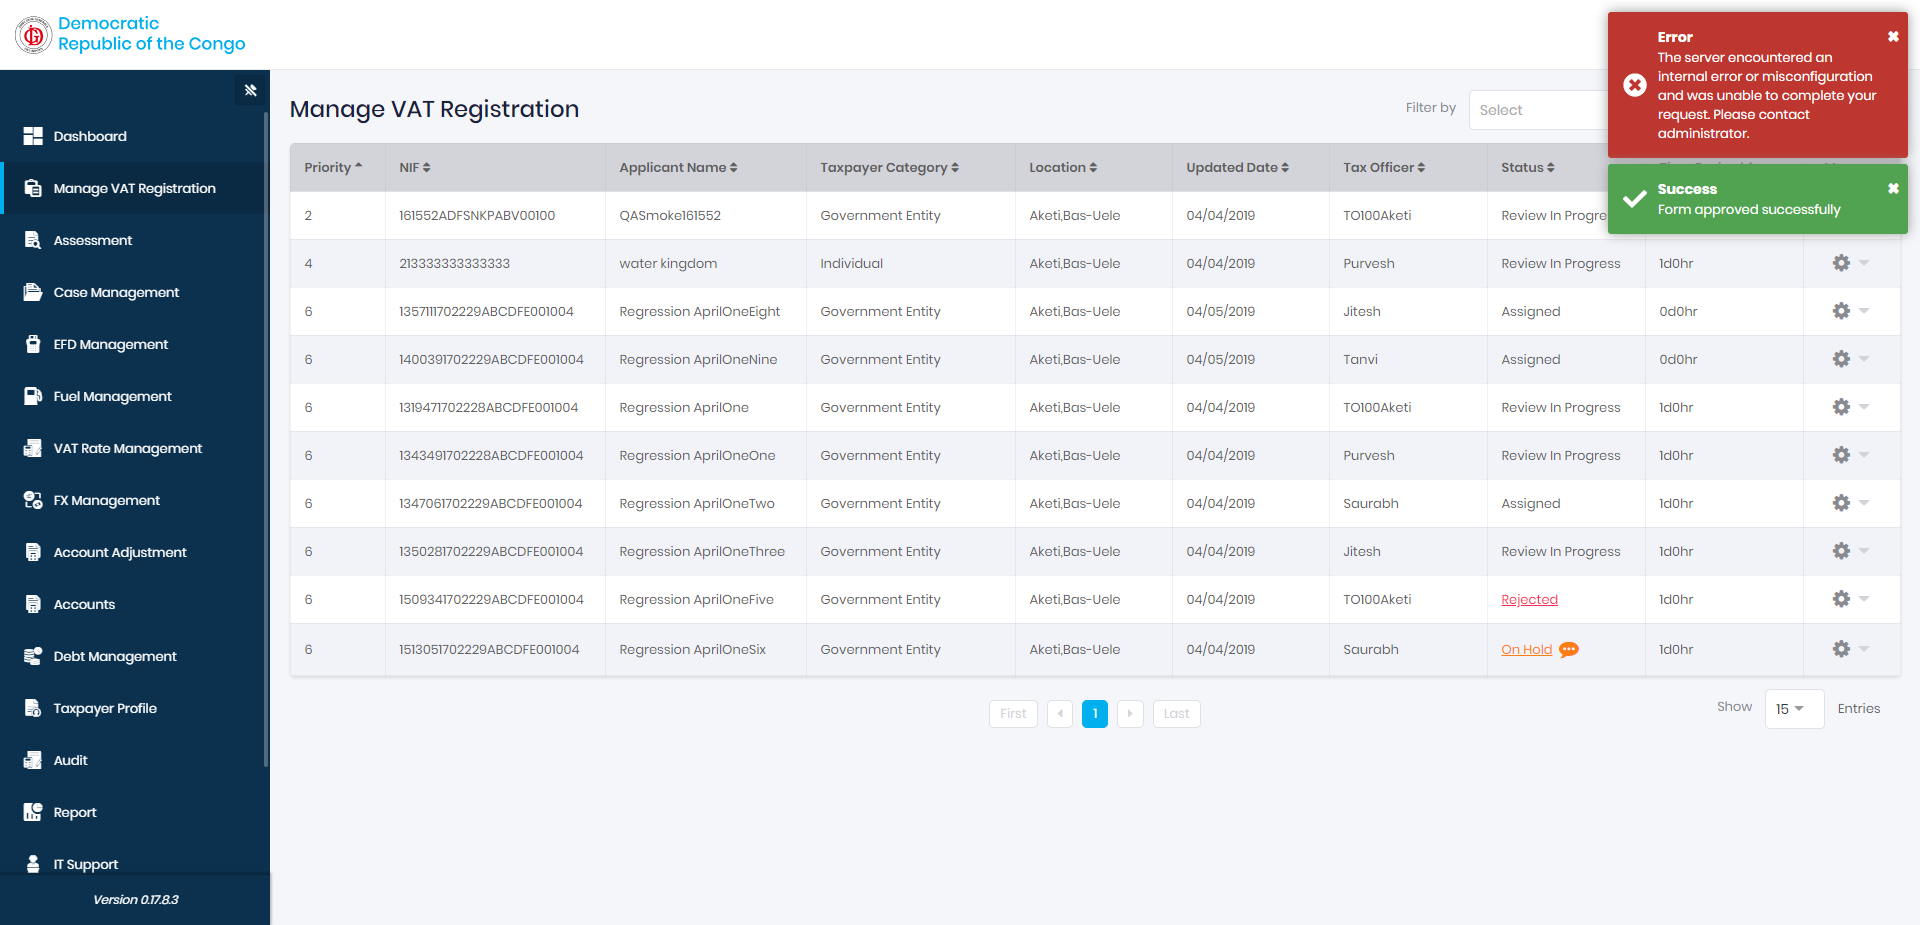 Democratic
Republic of the Congo
Dashboard
Manage VAT Registration
Assessment
Case Management
EFD Management
Fuel Management
VAT Rate Management
FX Management
Account Adjustment
Accounts
Debt Management
Taxpayer Profile
Audit
Report
IT Support
Version 0.17.8.3
Manage VAT Registration
Filter by Select
Error
The server encountered an
internal error or misconfiguration
and was unable to complete your
request. Please contact
administrator.
Success
Form approved successfully
Priority NIF Applicant Name Taxpayer Category Location Updated Date Tax Officer Status
2 161552ADFSNKPABV00100 QASmoke161552 Government Entity Aketi,Bas-Uele 04/04/2019 TO100Aketi Review In Progre
4 213333333333333 water kingdom Individual Aketi,Bas-Uele 04/04/2019 Purvesh Review In Progress 1d0hr
6 1357111702229ABCDFE001004 Regression AprilOneEight Government Entity Aketi,Bas-Uele 04/05/2019 Jitesh Assigned 0d0hr
6 1400391702229ABCDFE001004 Regression AprilOneNine Government Entity Aketi,Bas-Uele 04/05/2019 Tanvi Assigned 0d0hr
6 1319471702228ABCDFE001004 Regression AprilOne Government Entity Aketi,Bas-Uele 04/04/2019 TO100Aketi Review In Progress 1d0hr
6 1343491702228ABCDFE001004 Regression AprilOneOne Government Entity Aketi,Bas-Uele 04/04/2019 Purvesh Review In Progress 1d0hr
6 1347061702229ABCDFE001004 Regression AprilOneTwo Government Entity Aketi,Bas-Uele 04/04/2019 Saurabh Assigned 1d0hr
6 1350281702229ABCDFE001004 Regression AprilOneThree Government Entity Aketi,Bas-Uele 04/04/2019 Jitesh Review In Progress 1d0hr
6 1509341702229ABCDFE001004 Regression AprilOneFive Government Entity Aketi,Bas-Uele 04/04/2019 TO100Aketi Rejected 1d0hr
6 1513051702229ABCDFE001004 Regression AprilOneSix Government Entity Aketi,Bas-Uele 04/04/2019 Saurabh On Hold 1d0hr
First 1 Last
Show 15 Entries